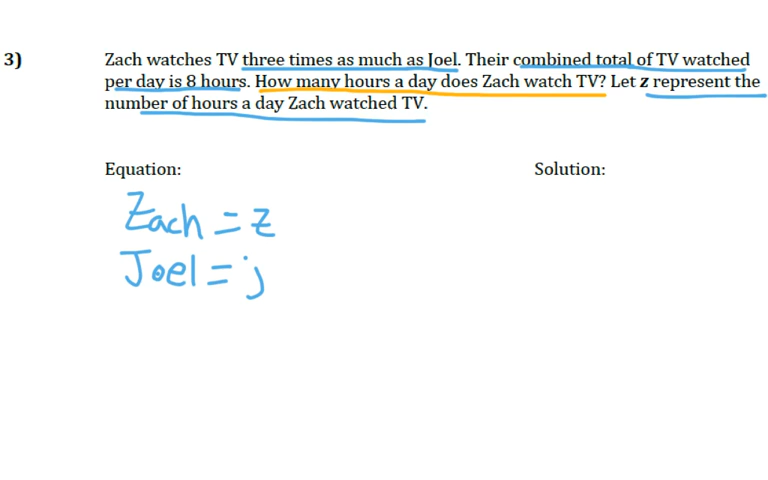 3) Zach watches TV three times as much as Joel. Their combined total of TV watched
per day is 8 hours. How many hours a day does Zach watch TV? Let z represent the
number of hours a day Zach watched TV.
Equation: Solution:
Zach = z
Joel = j